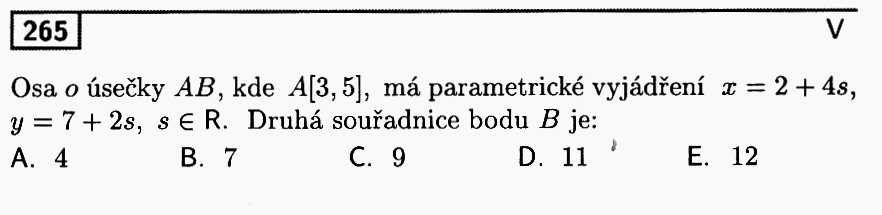 265 V
Osa o úsečky AB, kde A[3, 5], má parametrické vyjádření x = 2 + 4s,
y = 7 + 2s, s ∈ R. Druhá souřadnice bodu B je:
A. 4 B. 7 C. 9 D. 11 E. 12